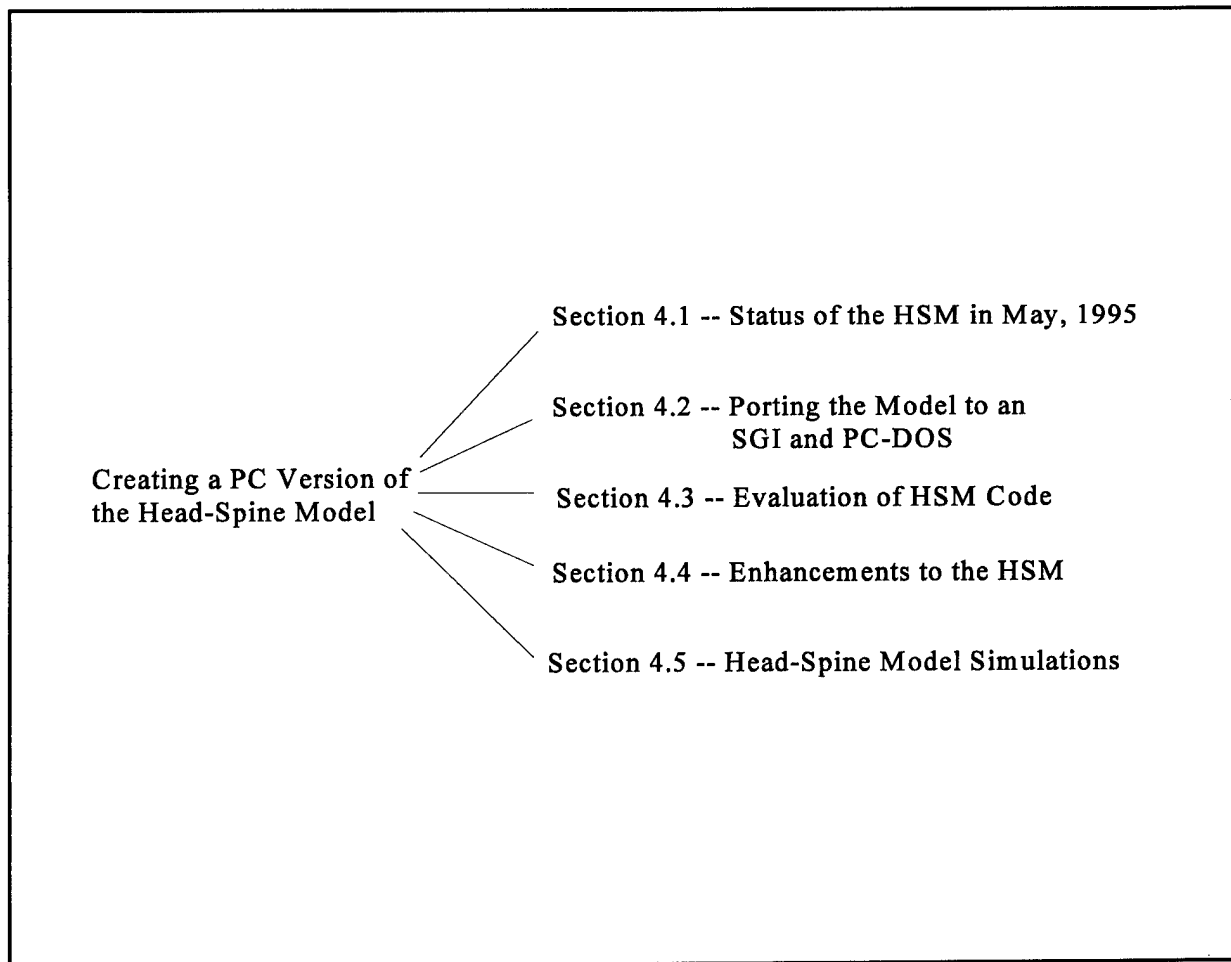 Section 4.1 -- Status of the HSM in May, 1995
Section 4.2 -- Porting the Model to an
SGI and PC-DOS
Creating a PC Version of
the Head-Spine Model
Section 4.3 -- Evaluation of HSM Code
Section 4.4 -- Enhancements to the HSM
Section 4.5 -- Head-Spine Model Simulations